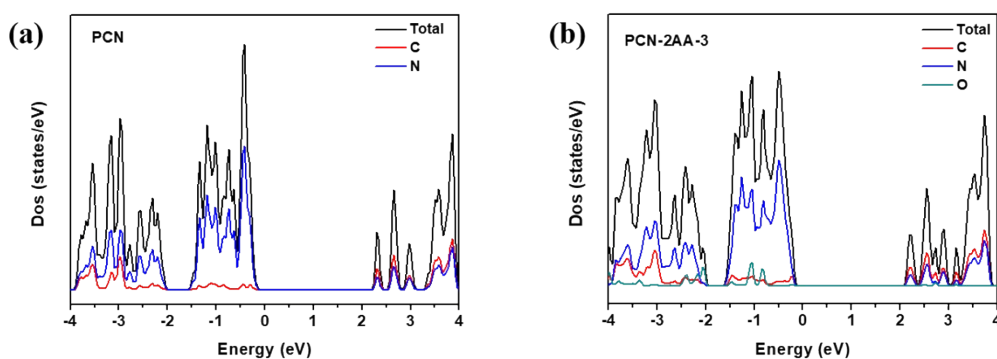 (a)
PCN
Total
C
N
Dos (states/eV)
-4 -3 -2 -1 0 1 2 3 4
Energy (eV)
(b)
PCN-2AA-3
Total
C
N
O
Dos (states/eV)
-4 -3 -2 -1 0 1 2 3 4
Energy (eV)